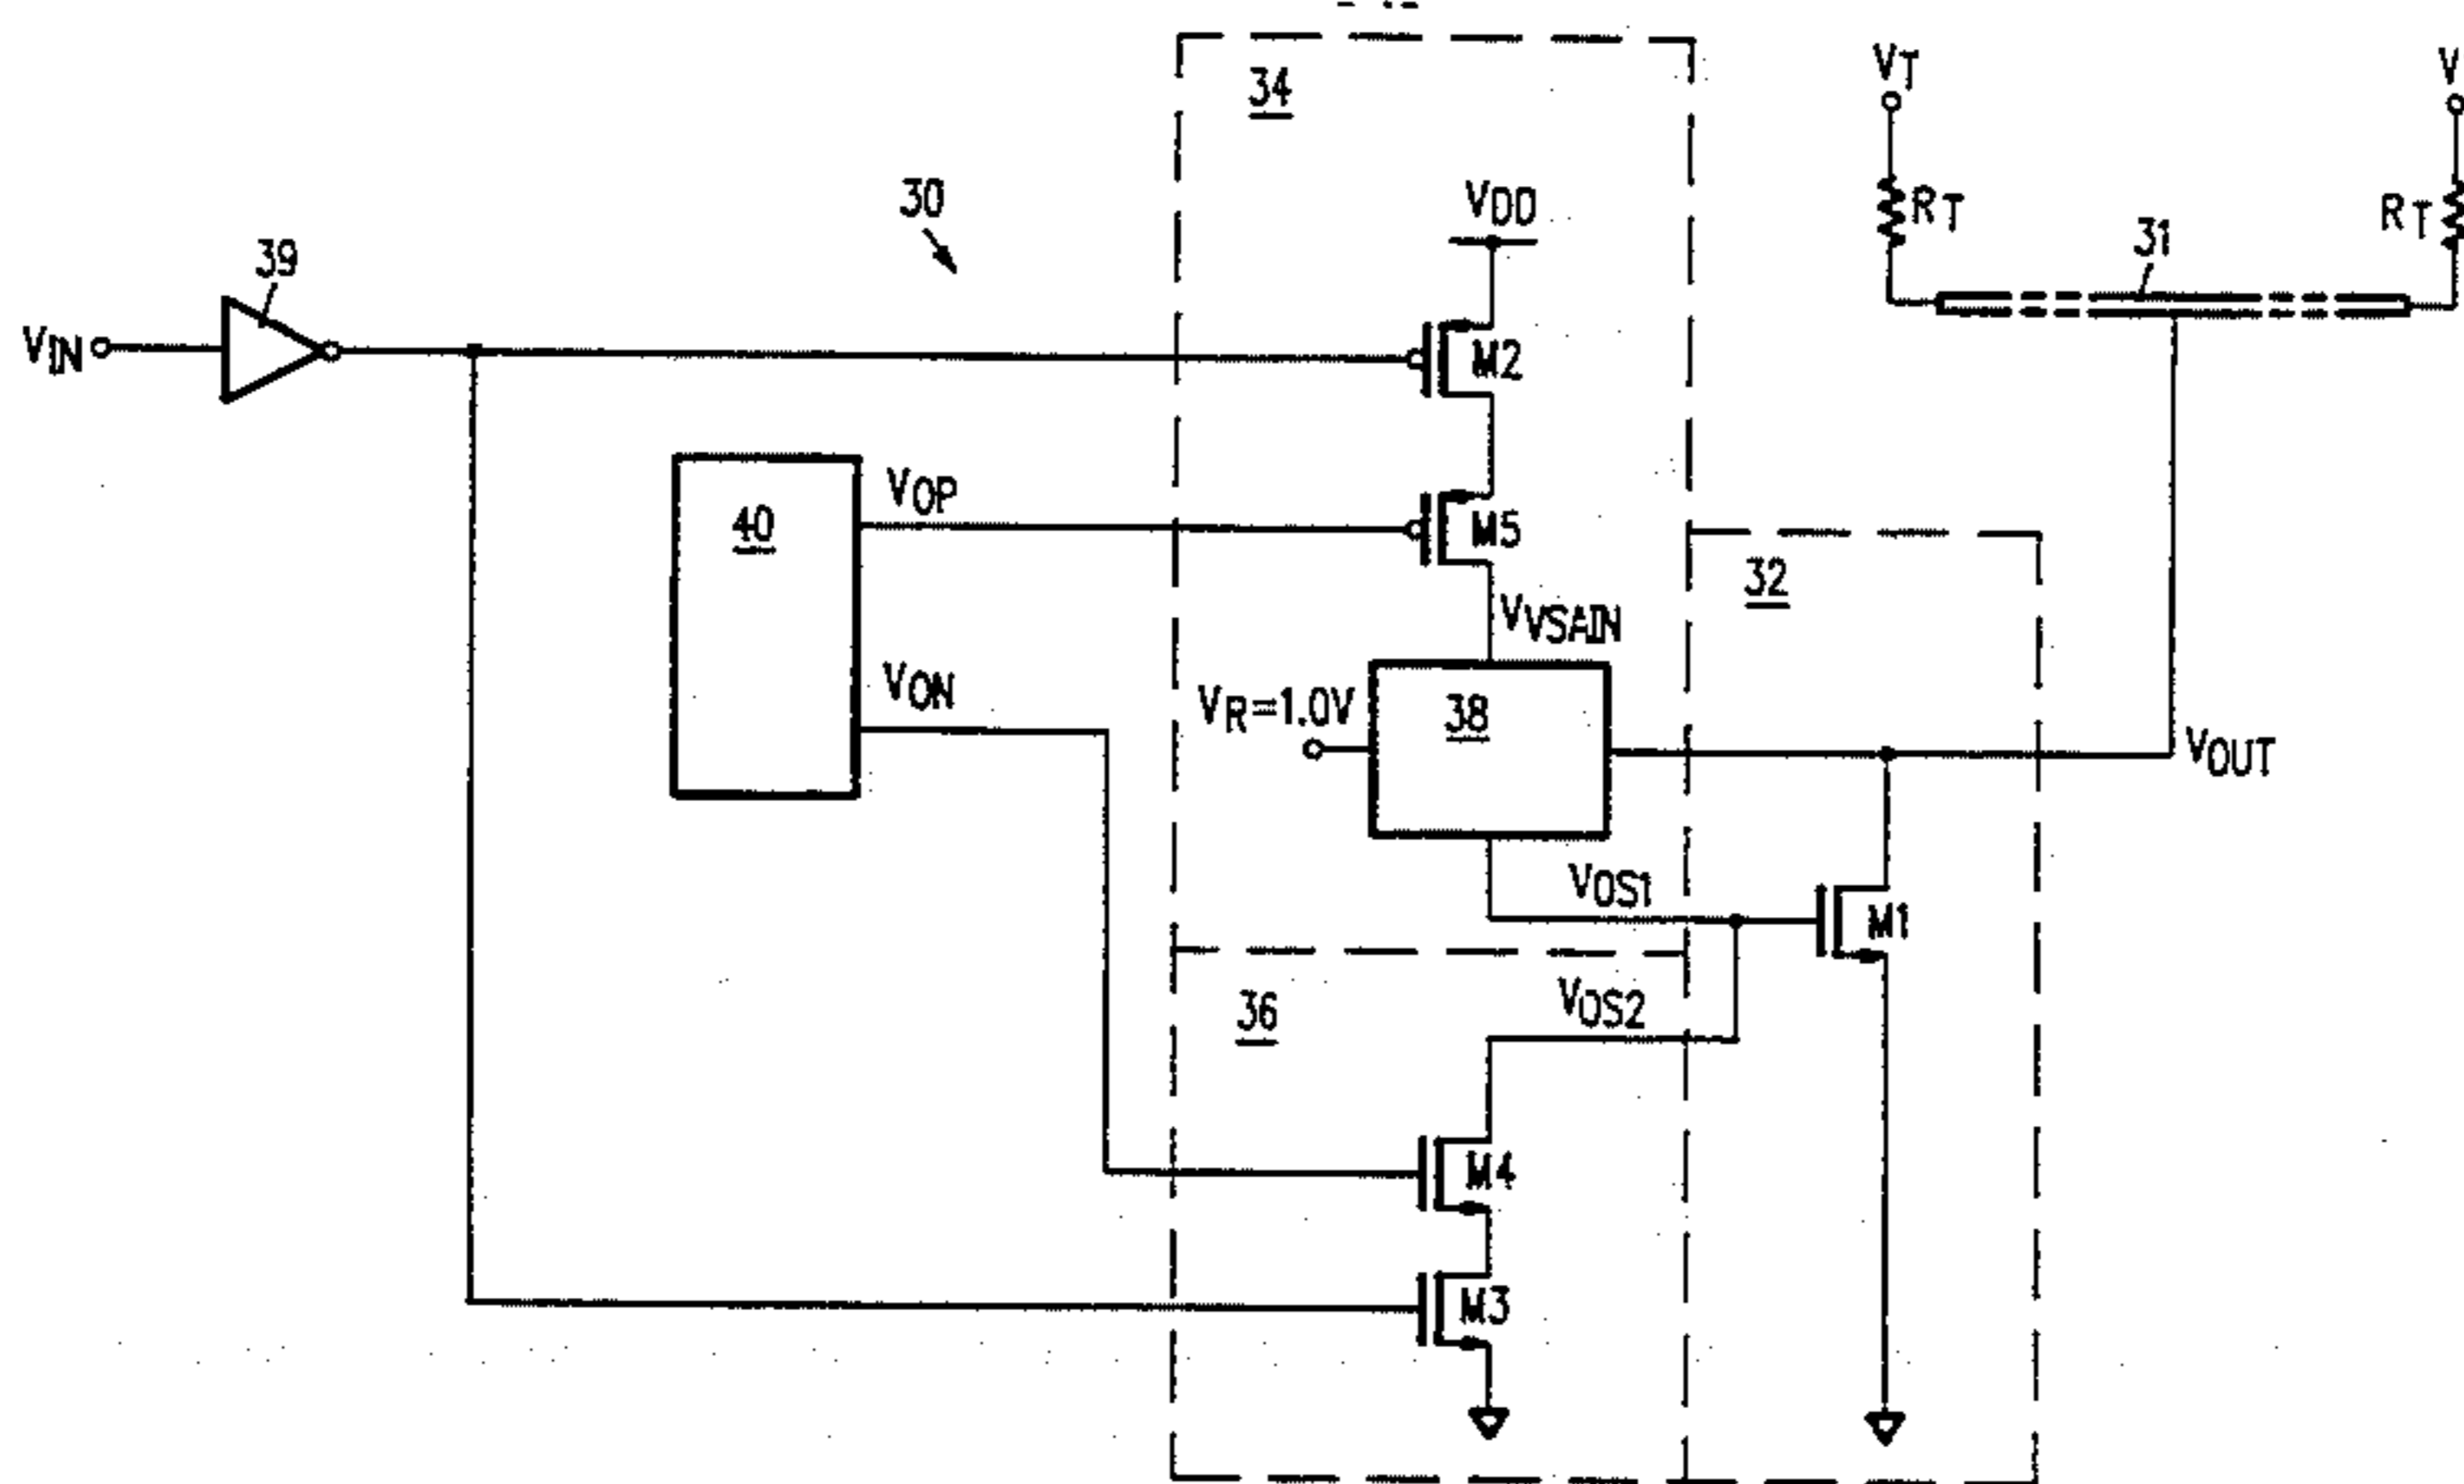 34
VT
V
30
VDD
RT
RT
31
39
VIN
M2
VOP
40
M5
32
VVSAIN
VON
VR=1.0V
38
VOUT
VOS1
M1
36
VOS2
M4
M3